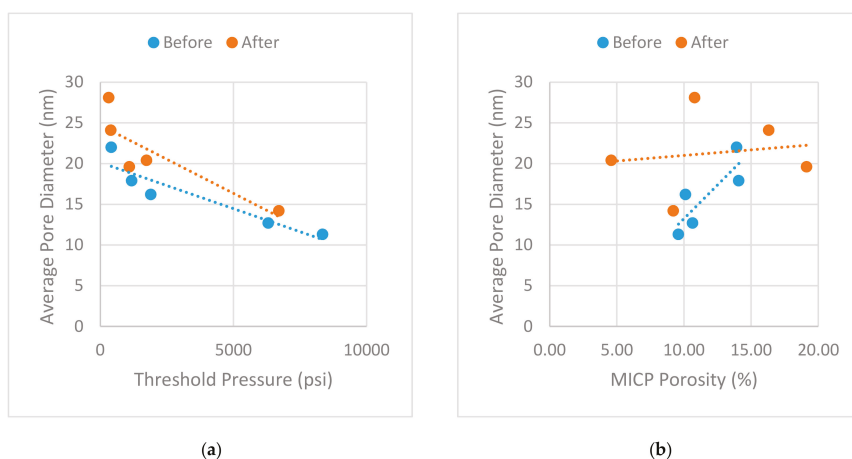 Before After
30
25
20
15
10
5
0
0 5000 10000
Average Pore Diameter (nm)
Threshold Pressure (psi)
(a)
Before After
30
25
20
15
10
5
0
0.00 5.00 10.00 15.00 20.00
Average Pore Diameter (nm)
MICP Porosity (%)
(b)